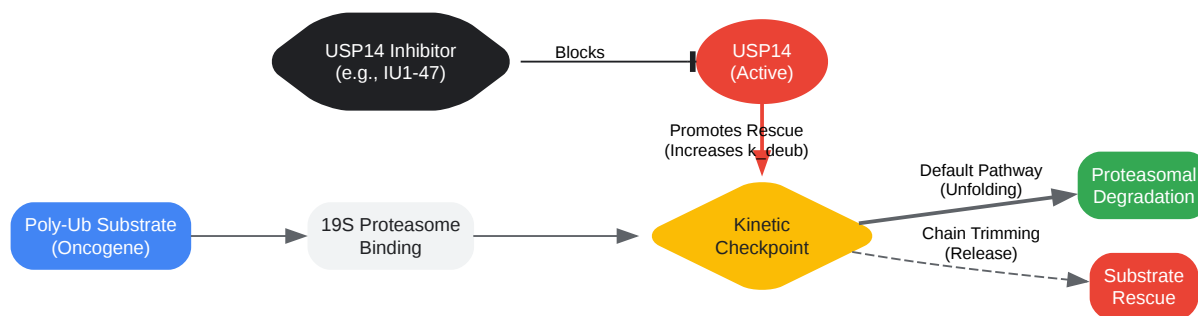 USP14 Inhibitor
(e.g., IU1-47)
Blocks
USP14
(Active)
Promotes Rescue
(Increases k_deub)
Poly-Ub Substrate
(Oncogene)
19S Proteasome
Binding
Kinetic
Checkpoint
Default Pathway
(Unfolding)
Proteasomal
Degradation
Chain Trimming
(Release)
Substrate
Rescue